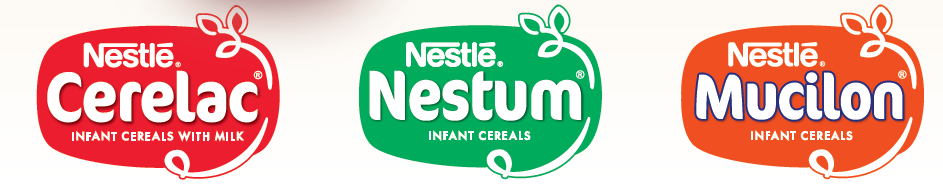 Nestlé®
Cerelac®
INFANT CEREALS WITH MILK
Nestlé®
Nestum®
INFANT CEREALS
Nestlé®
Mucilon®
INFANT CEREALS